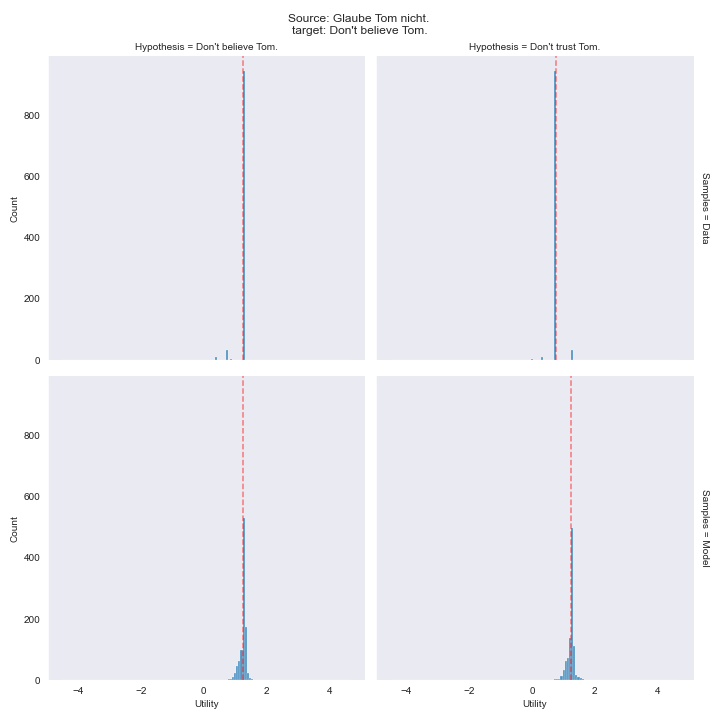 Source: Glaube Tom nicht.
target: Don't believe Tom.
Hypothesis = Don't believe Tom.
Hypothesis = Don't trust Tom.
800
600
400
200
0
Count
Samples = Data
800
600
400
200
0
Count
Samples = Model
−4 −2 0 2 4
Utility
−4 −2 0 2 4
Utility